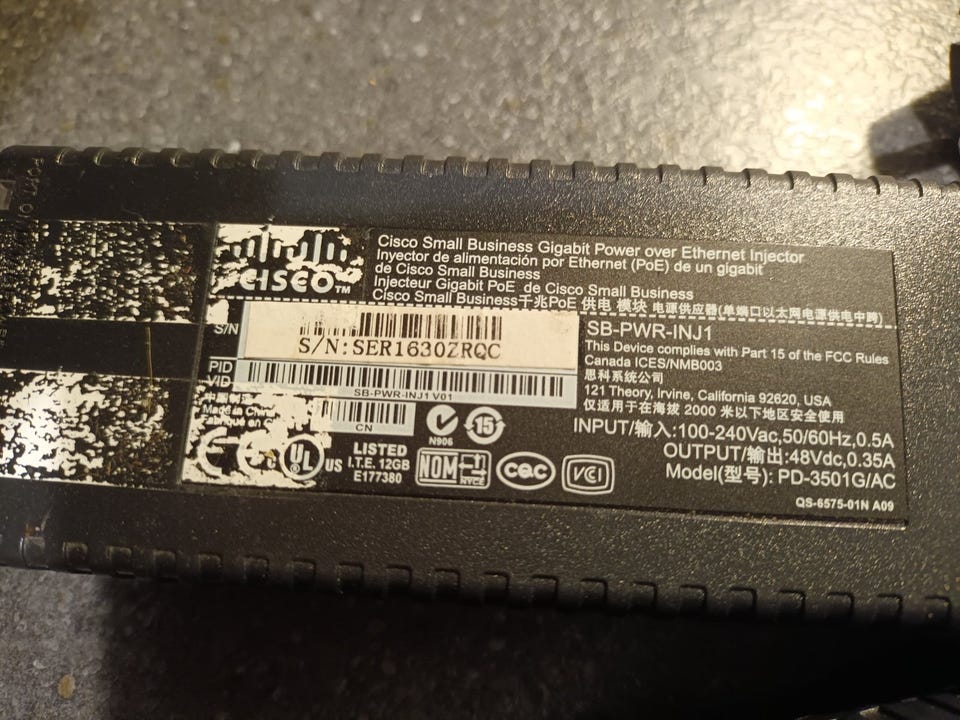 CISCO™
Cisco Small Business Gigabit Power over Ethernet Injector
Inyector de alimentación por Ethernet (PoE) de un gigabit
de Cisco Small Business
Injecteur Gigabit PoE de Cisco Small Business
Cisco Small Business千兆PoE 供电 模块 电源供应器(单端口以太网电源供电中跨)
S/N
S/N:SER1630ZRQC
PID
VID
SB-PWR-INJ1 V01
SB-PWR-INJ1
This Device complies with Part 15 of the FCC Rules
Canada ICES/NMB003
思科系统公司
121 Theory, Irvine, California 92620, USA
仅适用于在海拔 2000 米以下地区安全使用
Made in China
CN
N906
15
INPUT/输入:100-240Vac,50/60Hz,0.5A
OUTPUT/输出:48Vdc,0.35A
Model(型号): PD-3501G/AC
CE
UL US
LISTED
I.T.E. 12GB
E177380
NOM
NYCE
CQC
VCI
QS-6575-01N A09